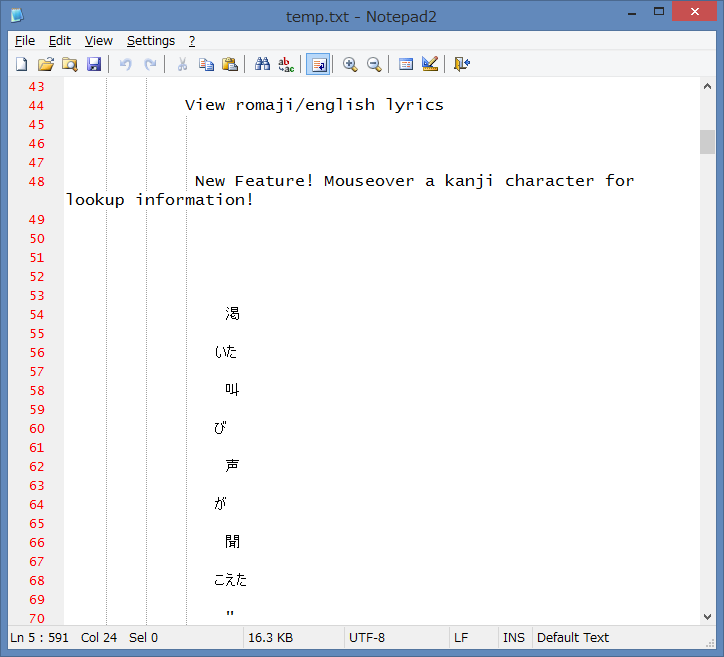 temp.txt - Notepad2
File Edit View Settings ?
43
44 View romaji/english lyrics
45
46
47
48 New Feature! Mouseover a kanji character for
lookup information!
49
50
51
52
53
54 渇
55
56 いた
57
58 叫
59
60 び
61
62 声
63
64 が
65
66 聞
67
68 こえた
69
70 "
Ln 5 : 591 Col 24 Sel 0 16.3 KB UTF-8 LF INS Default Text